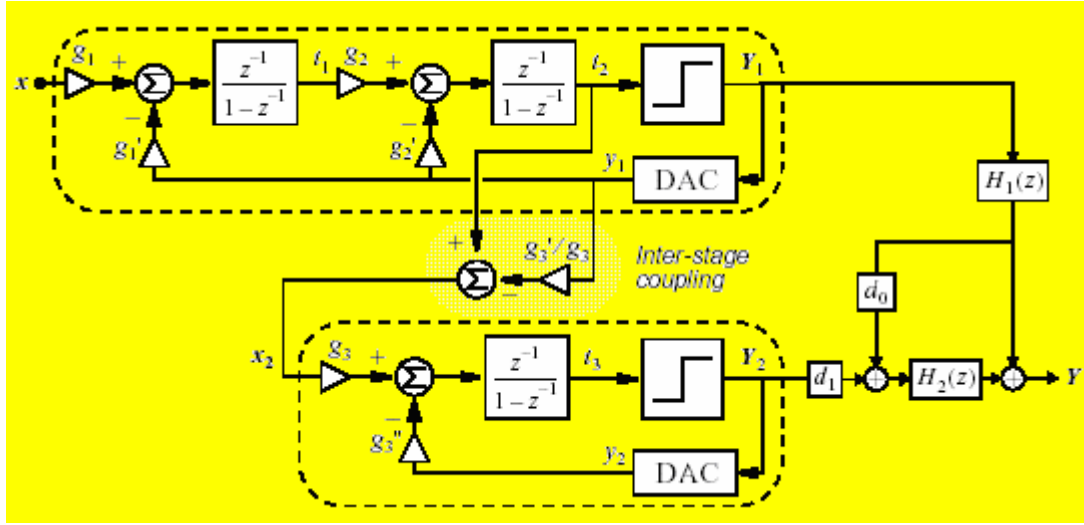 x
g₁
+
Σ
−
g₁'
z⁻¹
1 − z⁻¹
t₁
g₂
+
Σ
−
g₂'
z⁻¹
1 − z⁻¹
t₂
Y₁
y₁
DAC
H₁(z)
+
Σ
−
g₃'/g₃
Inter-stage
coupling
d₀
x₂
g₃
+
Σ
−
g₃"
z⁻¹
1 − z⁻¹
t₃
Y₂
y₂
DAC
d₁
+
H₂(z)
+
Y